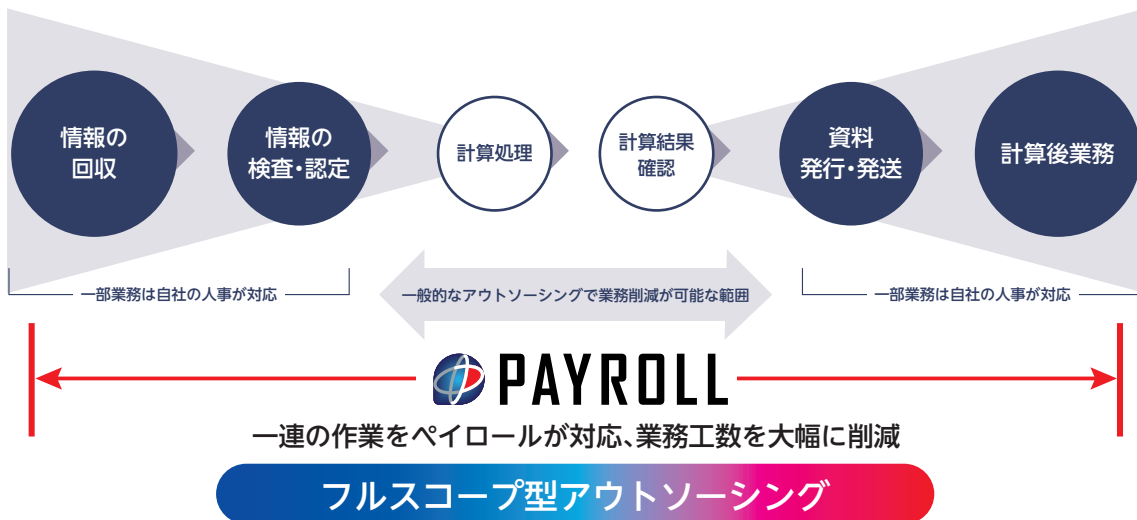 情報の
回収
情報の
検査・認定
計算処理
計算結果
確認
資料
発行・発送
計算後業務
一部業務は自社の人事が対応
一般的なアウトソーシングで業務削減が可能な範囲
一部業務は自社の人事が対応
PAYROLL
一連の作業をペイロールが対応、業務工数を大幅に削減
フルスコープ型アウトソーシング